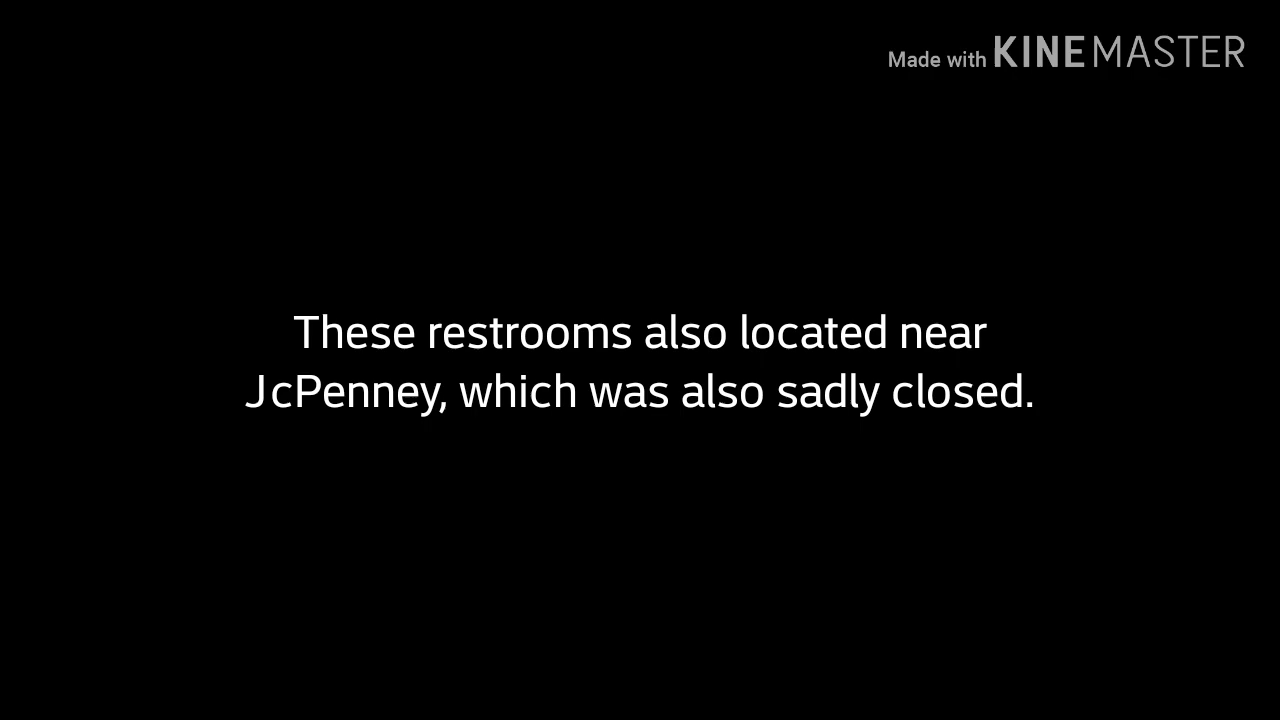 Made with KINEMASTER
These restrooms also located near
JcPenney, which was also sadly closed.